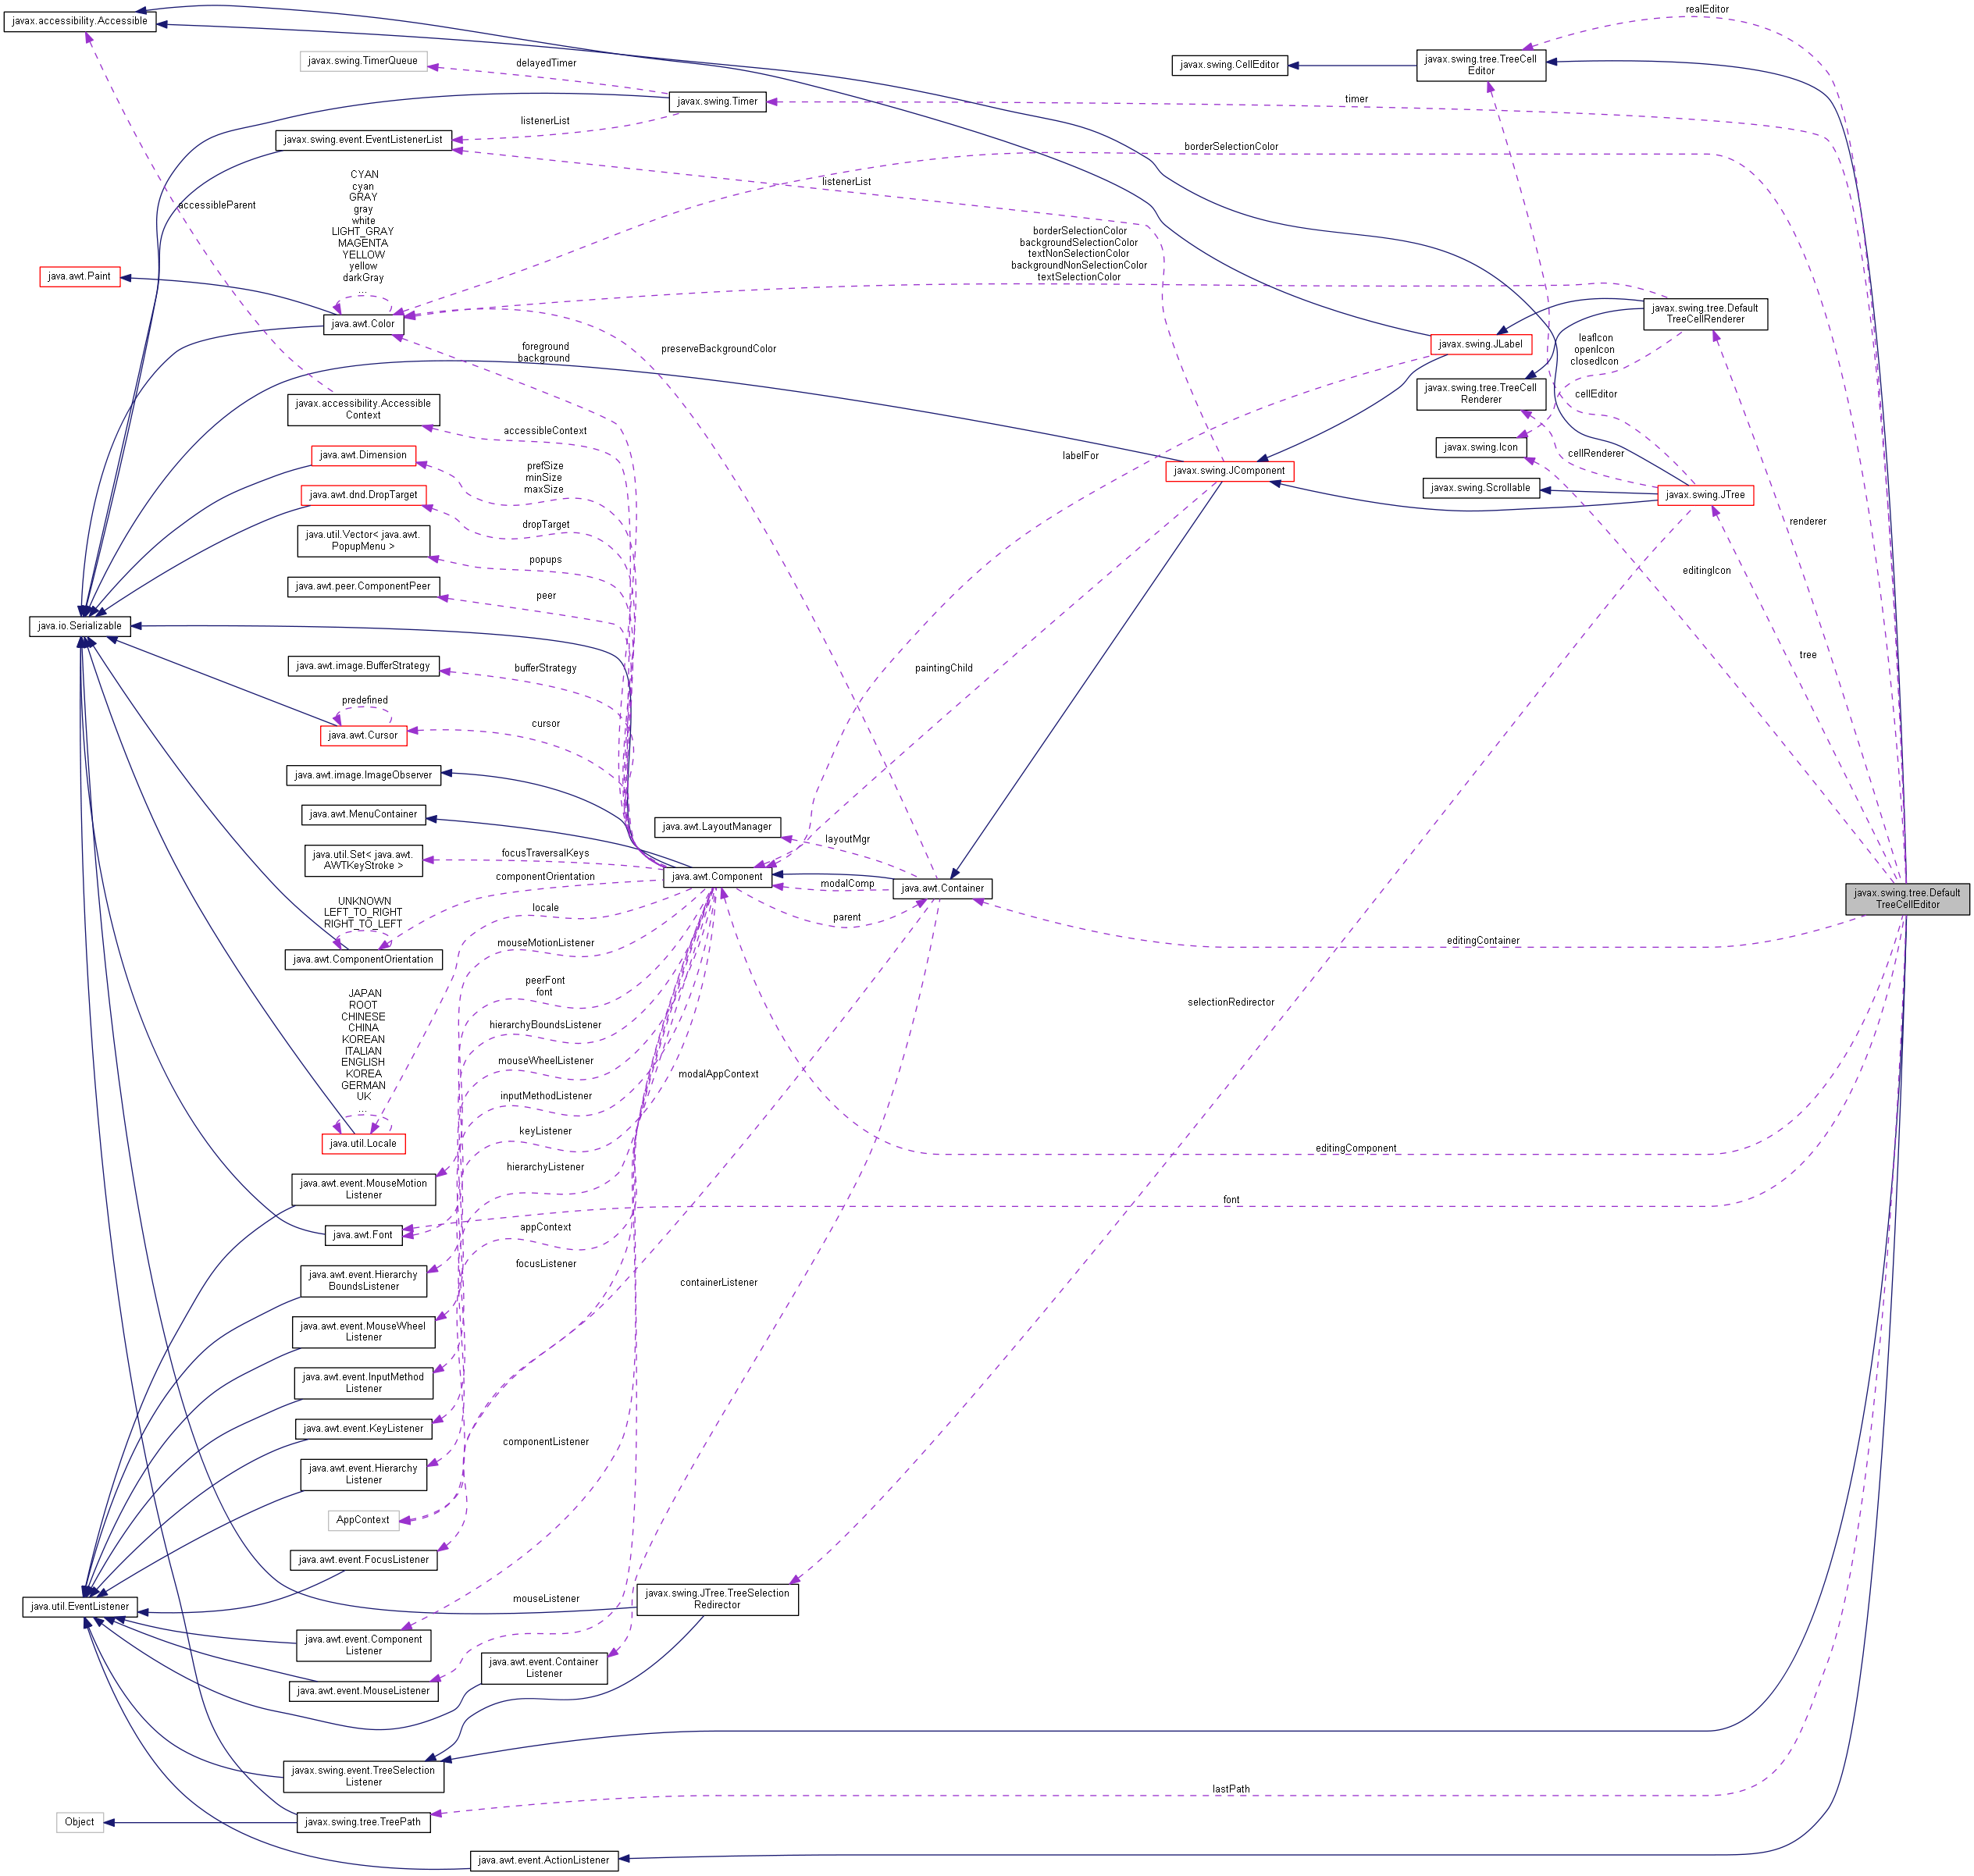 realEditor
javax.accessibility.Accessible
javax.swing.TimerQueue
delayedTimer
javax.swing.CellEditor
javax.swing.tree.TreeCell
Editor
javax.swing.Timer
timer
listenerList
javax.swing.event.EventListenerList
borderSelectionColor
CYAN
cyan
GRAY
gray
white
LIGHT_GRAY
MAGENTA
YELLOW
yellow
darkGray
...
listenerList
accessibleParent
borderSelectionColor
backgroundSelectionColor
textNonSelectionColor
backgroundNonSelectionColor
textSelectionColor
java.awt.Paint
java.awt.Color
javax.swing.tree.Default
TreeCellRenderer
foreground
background
preserveBackgroundColor
javax.swing.JLabel
leafIcon
openIcon
closedIcon
javax.swing.tree.TreeCell
Renderer
cellEditor
javax.accessibility.Accessible
Context
accessibleContext
java.awt.Dimension
prefSize
minSize
maxSize
labelFor
javax.swing.JComponent
javax.swing.Icon
cellRenderer
javax.swing.Scrollable
javax.swing.JTree
java.awt.dnd.DropTarget
dropTarget
renderer
java.util.Vector< java.awt.
PopupMenu >
popups
editingIcon
java.awt.peer.ComponentPeer
peer
java.io.Serializable
tree
java.awt.image.BufferStrategy
bufferStrategy
paintingChild
predefined
java.awt.Cursor
cursor
java.awt.image.ImageObserver
java.awt.MenuContainer
java.awt.LayoutManager
layoutMgr
java.util.Set< java.awt.
AWTKeyStroke >
focusTraversalKeys
java.awt.Component
modalComp
java.awt.Container
componentOrientation
javax.swing.tree.Default
TreeCellEditor
UNKNOWN
LEFT_TO_RIGHT
RIGHT_TO_LEFT
locale
parent
mouseMotionListener
editingContainer
java.awt.ComponentOrientation
peerFont
font
JAPAN
ROOT
CHINESE
CHINA
KOREAN
ITALIAN
ENGLISH
KOREA
GERMAN
UK
...
selectionRedirector
hierarchyBoundsListener
mouseWheelListener
modalAppContext
inputMethodListener
keyListener
java.util.Locale
editingComponent
hierarchyListener
java.awt.event.MouseMotion
Listener
font
appContext
java.awt.Font
focusListener
java.awt.event.Hierarchy
BoundsListener
containerListener
java.awt.event.MouseWheel
Listener
java.awt.event.InputMethod
Listener
java.awt.event.KeyListener
componentListener
java.awt.event.Hierarchy
Listener
AppContext
java.awt.event.FocusListener
mouseListener
javax.swing.JTree.TreeSelection
Redirector
java.util.EventListener
java.awt.event.Component
Listener
java.awt.event.Container
Listener
java.awt.event.MouseListener
javax.swing.event.TreeSelection
Listener
lastPath
Object
javax.swing.tree.TreePath
java.awt.event.ActionListener